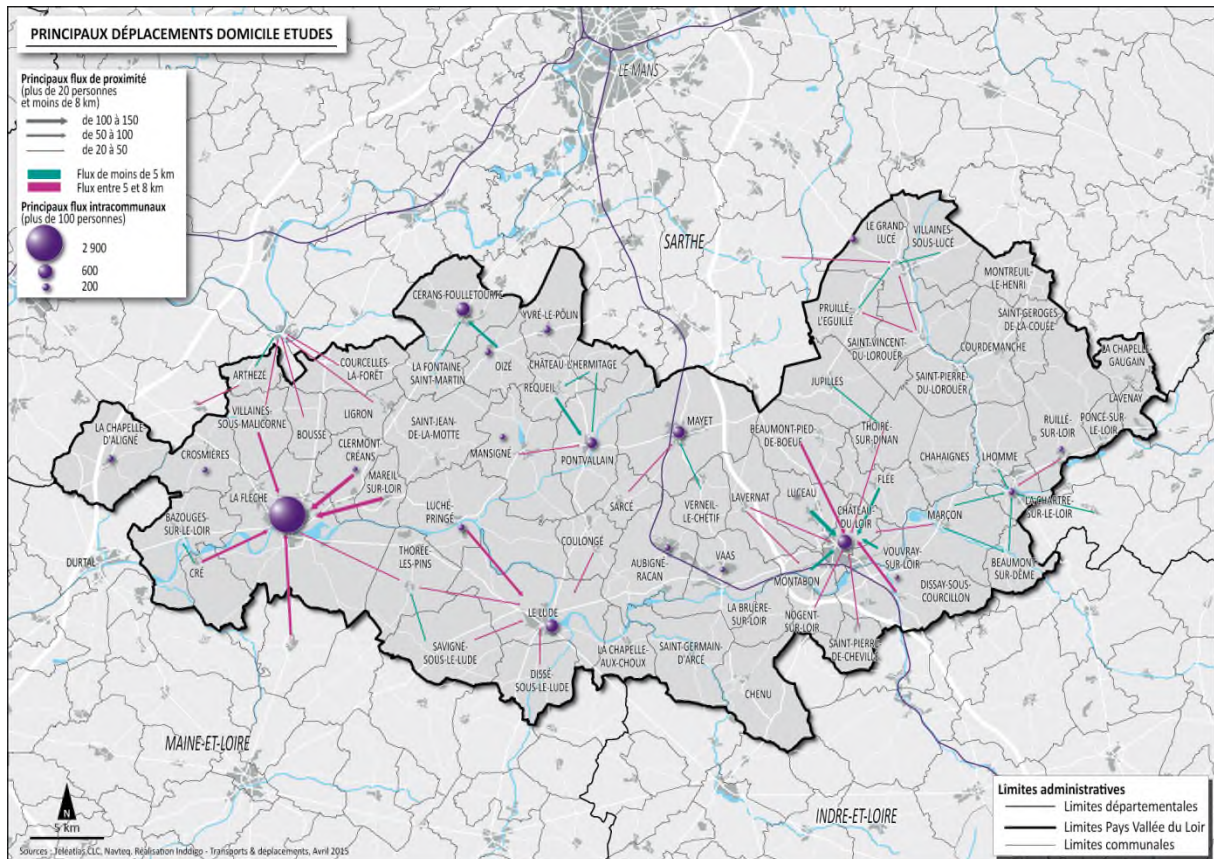 PRINCIPAUX DÉPLACEMENTS DOMICILE ETUDES
Principaux flux de proximité
(plus de 20 personnes
et moins de 8 km)
de 100 à 150
de 50 à 100
de 20 à 50
Flux de moins de 5 km
Flux entre 5 et 8 km
Principaux flux intracommunaux
(plus de 100 personnes)
2 900
600
200
LE MANS
SARTHE
LE GRAND-
LUCÉ
VILLAINES-
SOUS-LUCÉ
MONTREUIL-
LE-HENRI
PRUILLÉ-
L'EGUILLÉ
SAINT-GEROGES-
DE-LA-COUÉE
SAINT-VINCENT-
DU-LOROUËR
COURDEMANCHE
LA CHAPELLE-
GAUGAIN
CERANS-FOULLETOURTE
YVRÉ-LE-PÔLIN
LA FONTAINE-
SAINT-MARTIN
OIZÉ
CHÂTEAU-L'HERMITAGE
REQUEIL
COURCELLES-
LA-FORÊT
ARTHEZE
VILLAINES-
SOUS-MALICORNE
LIGRON
BOUSSE
SAINT-JEAN-
DE-LA-MOTTE
JUPILLES
SAINT-PIERRE-
DU-LOROUËR
LAVENAY
PONCÉ-SUR-
LE-LOIR
RUILLÉ-
SUR-LOIR
LA CHAPELLE-
D'ALIGNÉ
CROSMIÈRES
CLERMONT-
CRÉANS
MAREIL-
SUR-LOIR
MANSIGNÉ
PONTVALLAIN
MAYET
BEAUMONT-PIED-
DE-BOEUF
THOIRÉ-
SUR-DINAN
CHAHAIGNES
LHOMME
LA FLÈCHE
LUCHÉ-
PRINGÉ
SARCÉ
VERNEIL-
LE-CHÉTIF
LAVERNAT
LUCEAU
FLÉE
CHÂTEAU-
DU-LOIR
MARÇON
LA CHARTRE-
SUR-LE-LOIR
BAZOUGES-
SUR-LE-LOIR
DURTAL
CRÉ
THORÉE-
LES-PINS
COULONGÉ
AUBIGNÉ-
RACAN
VAAS
MONTABON
VOUVRAY-
SUR-LOIR
DISSAY-SOUS-
COURCILLON
BEAUMONT-
SUR-DÊME
LE LUDE
SAVIGNÉ-
SOUS-LE-LUDE
DISSÉ-
SOUS-LE-LUDE
LA CHAPELLE-
AUX-CHOUX
SAINT-GERMAIN-
D'ARCÉ
LA BRUÈRE-
SUR-LOIR
NOGENT-
SUR-LOIR
SAINT-PIERRE-
DE-CHEVILLÉ
CHENU
MAINE-ET-LOIRE
INDRE-ET-LOIRE
N
5 km
Sources : Téléatlas CLC, Navteq, Réalisation Inddigo - Transports & déplacements, Avril 2015
Limites administratives
Limites départementales
Limites Pays Vallée du Loir
Limites communales